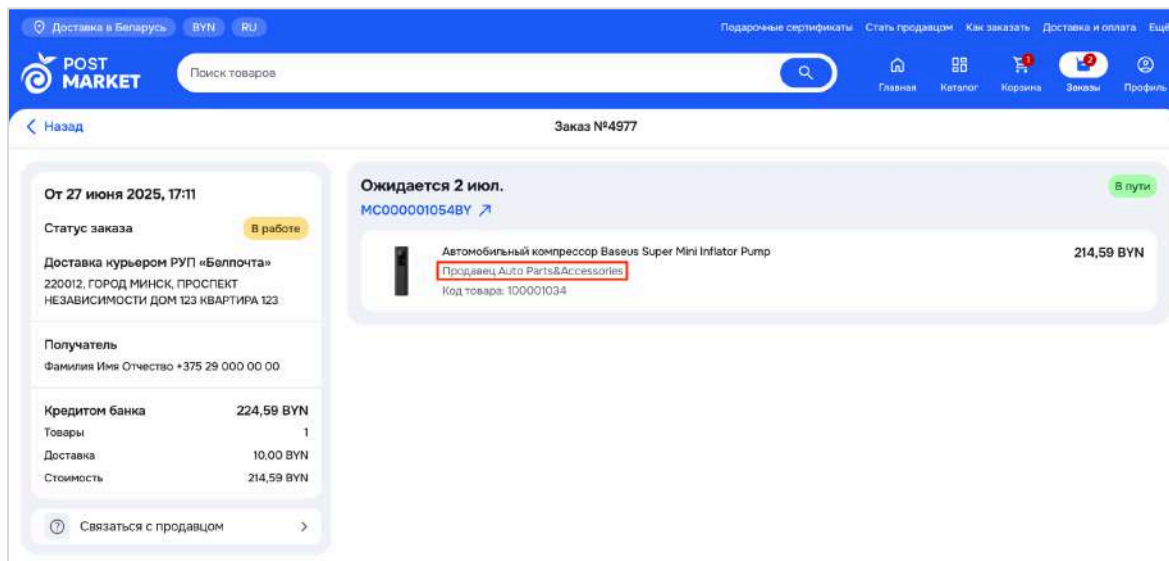 Доставка в Беларусь BYN RU Подарочные сертификаты Стать продавцом Как заказать Доставка и оплата Ещё
POST
MARKET
Поиск товаров
1 2
Главная Каталог Корзина Заказы Профиль
Назад Заказ №4977
От 27 июня 2025, 17:11
Статус заказа В работе
Доставка курьером РУП «Белпочта»
220012, ГОРОД МИНСК, ПРОСПЕКТ
НЕЗАВИСИМОСТИ ДОМ 123 КВАРТИРА 123
Получатель
Фамилия Имя Отчество +375 29 000 00 00
Кредитом банка 224,59 BYN
Товары 1
Доставка 10,00 BYN
Стоимость 214,59 BYN
Связаться с продавцом
Ожидается 2 июл. В пути
MC000001054BY
Автомобильный компрессор Baseus Super Mini Inflator Pump 214,59 BYN
Продавец Auto Parts&Accessories
Код товара: 100001034